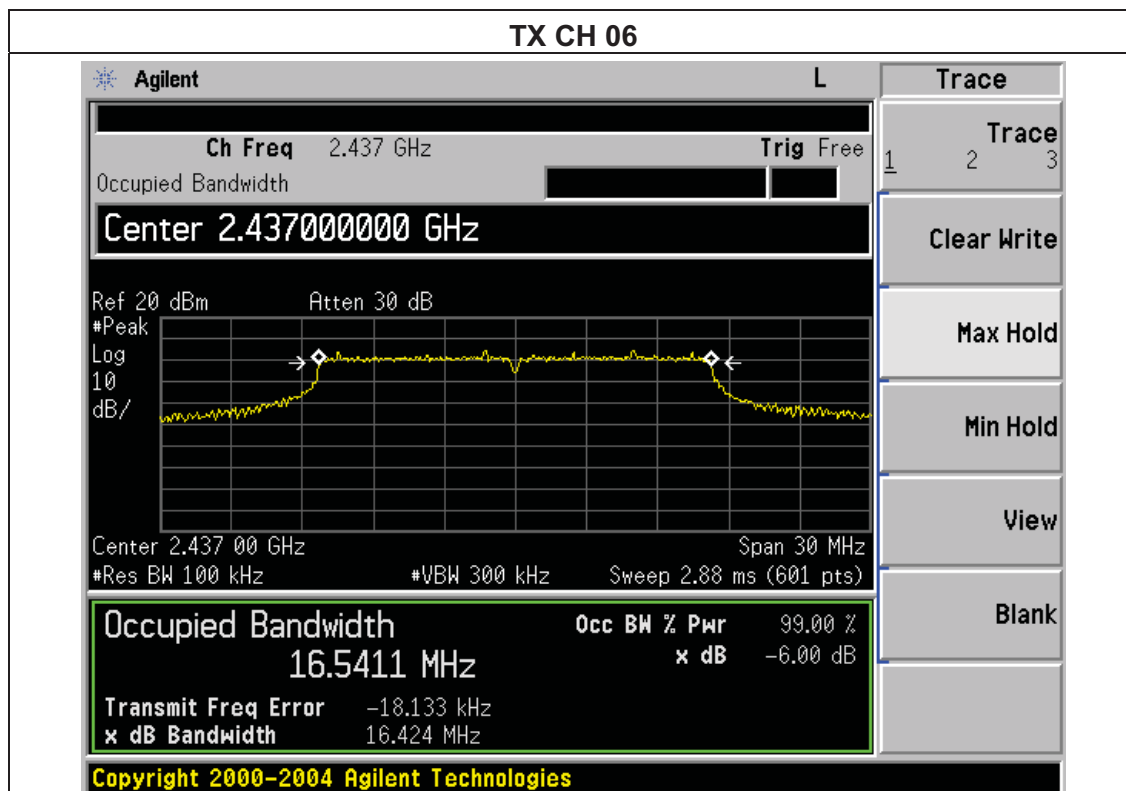 TX CH 06
Agilent L Trace
Ch Freq 2.437 GHz Trig Free
Occupied Bandwidth
Center 2.437000000 GHz
Ref 20 dBm Atten 30 dB
#Peak
Log
10
dB/
Center 2.437 00 GHz Span 30 MHz
#Res BW 100 kHz #VBW 300 kHz Sweep 2.88 ms (601 pts)
Occupied Bandwidth Occ BW % Pwr 99.00 %
16.5411 MHz x dB -6.00 dB
Transmit Freq Error -18.133 kHz
x dB Bandwidth 16.424 MHz
Copyright 2000-2004 Agilent Technologies
Trace
1 2 3
Clear Write
Max Hold
Min Hold
View
Blank